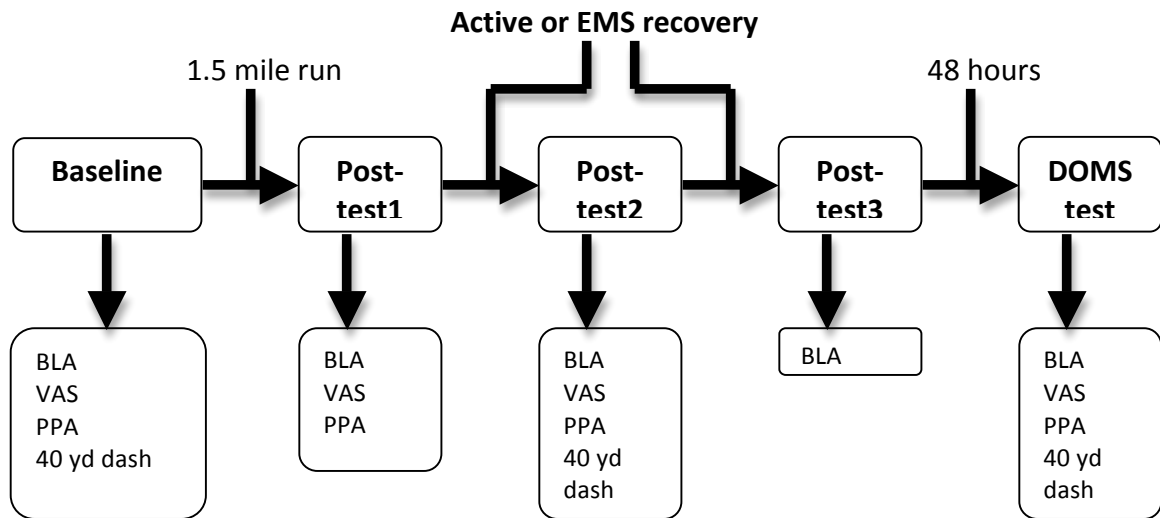 Active or EMS recovery
1.5 mile run
48 hours
Baseline
Post-
test1
Post-
test2
Post-
test3
DOMS
test
BLA
VAS
PPA
40 yd dash
BLA
VAS
PPA
BLA
VAS
PPA
40 yd
dash
BLA
BLA
VAS
PPA
40 yd
dash